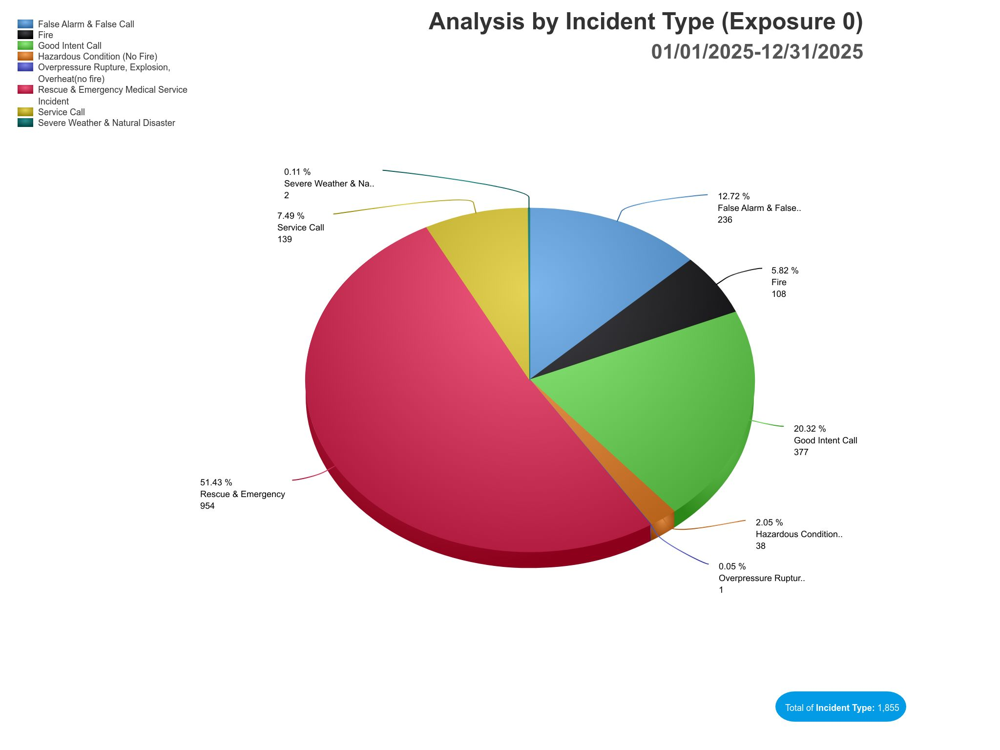 Analysis by Incident Type (Exposure 0)
01/01/2025-12/31/2025
False Alarm & False Call
Fire
Good Intent Call
Hazardous Condition (No Fire)
Overpressure Rupture, Explosion,
Overheat(no fire)
Rescue & Emergency Medical Service
Incident
Service Call
Severe Weather & Natural Disaster
0.11 %
Severe Weather & Na..
2
7.49 %
Service Call
139
12.72 %
False Alarm & False..
236
5.82 %
Fire
108
20.32 %
Good Intent Call
377
51.43 %
Rescue & Emergency
954
2.05 %
Hazardous Condition..
38
0.05 %
Overpressure Ruptur..
1
Total of Incident Type: 1,855